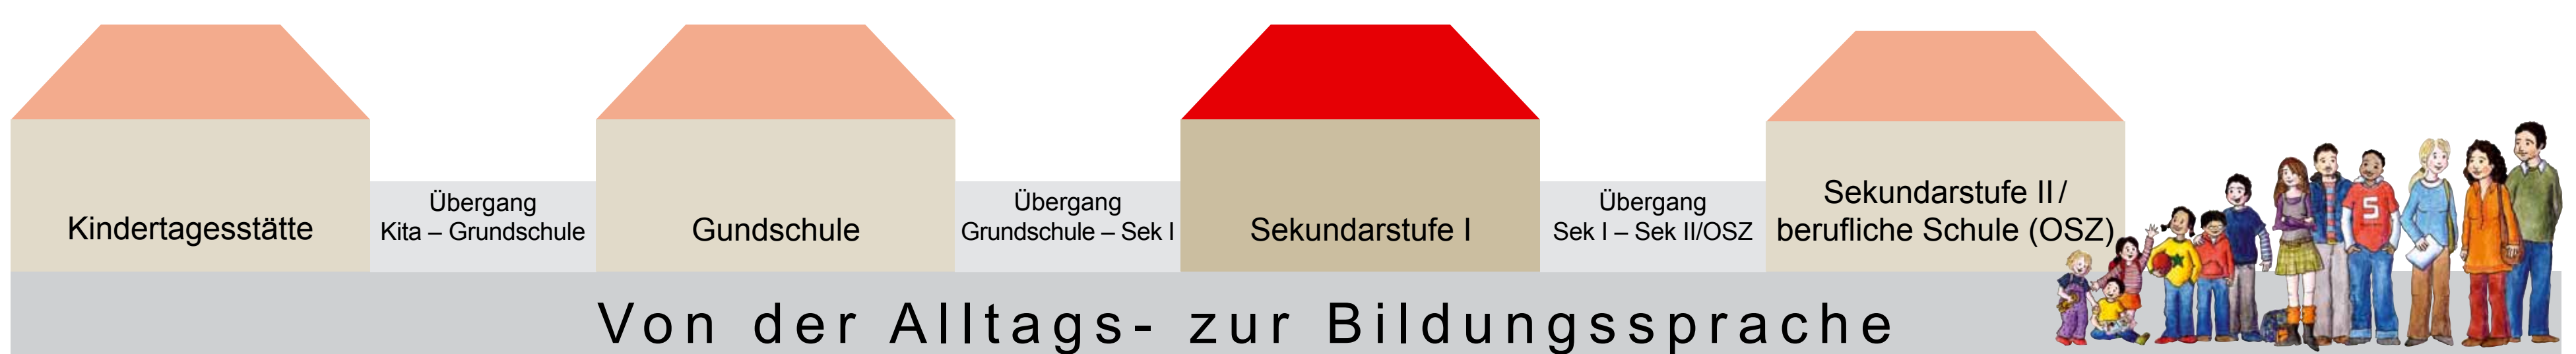 Kindertagesstätte
Übergang
Kita – Grundschule
Gundschule
Übergang
Grundschule – Sek I
Sekundarstufe I
Übergang
Sek I – Sek II/OSZ
Sekundarstufe II/
berufliche Schule (OSZ)
5
Von der Alltags- zur Bildungssprache